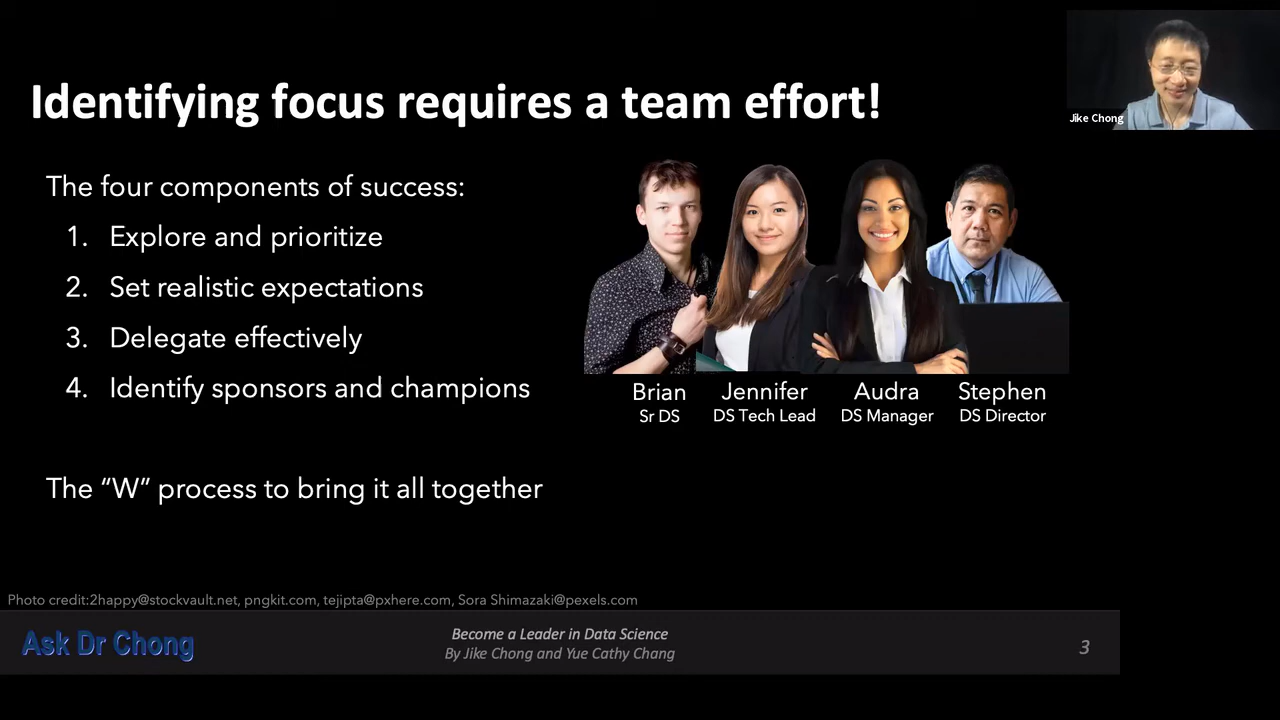 Identifying focus requires a team effort!
Jike Chong
The four components of success:
1. Explore and prioritize
2. Set realistic expectations
3. Delegate effectively
4. Identify sponsors and champions
Brian
Sr DS
Jennifer
DS Tech Lead
Audra
DS Manager
Stephen
DS Director
The “W” process to bring it all together
Photo credit:2happy@stockvault.net, pngkit.com, tejipta@pxhere.com, Sora Shimazaki@pexels.com
Ask Dr Chong
Become a Leader in Data Science
By Jike Chong and Yue Cathy Chang
3